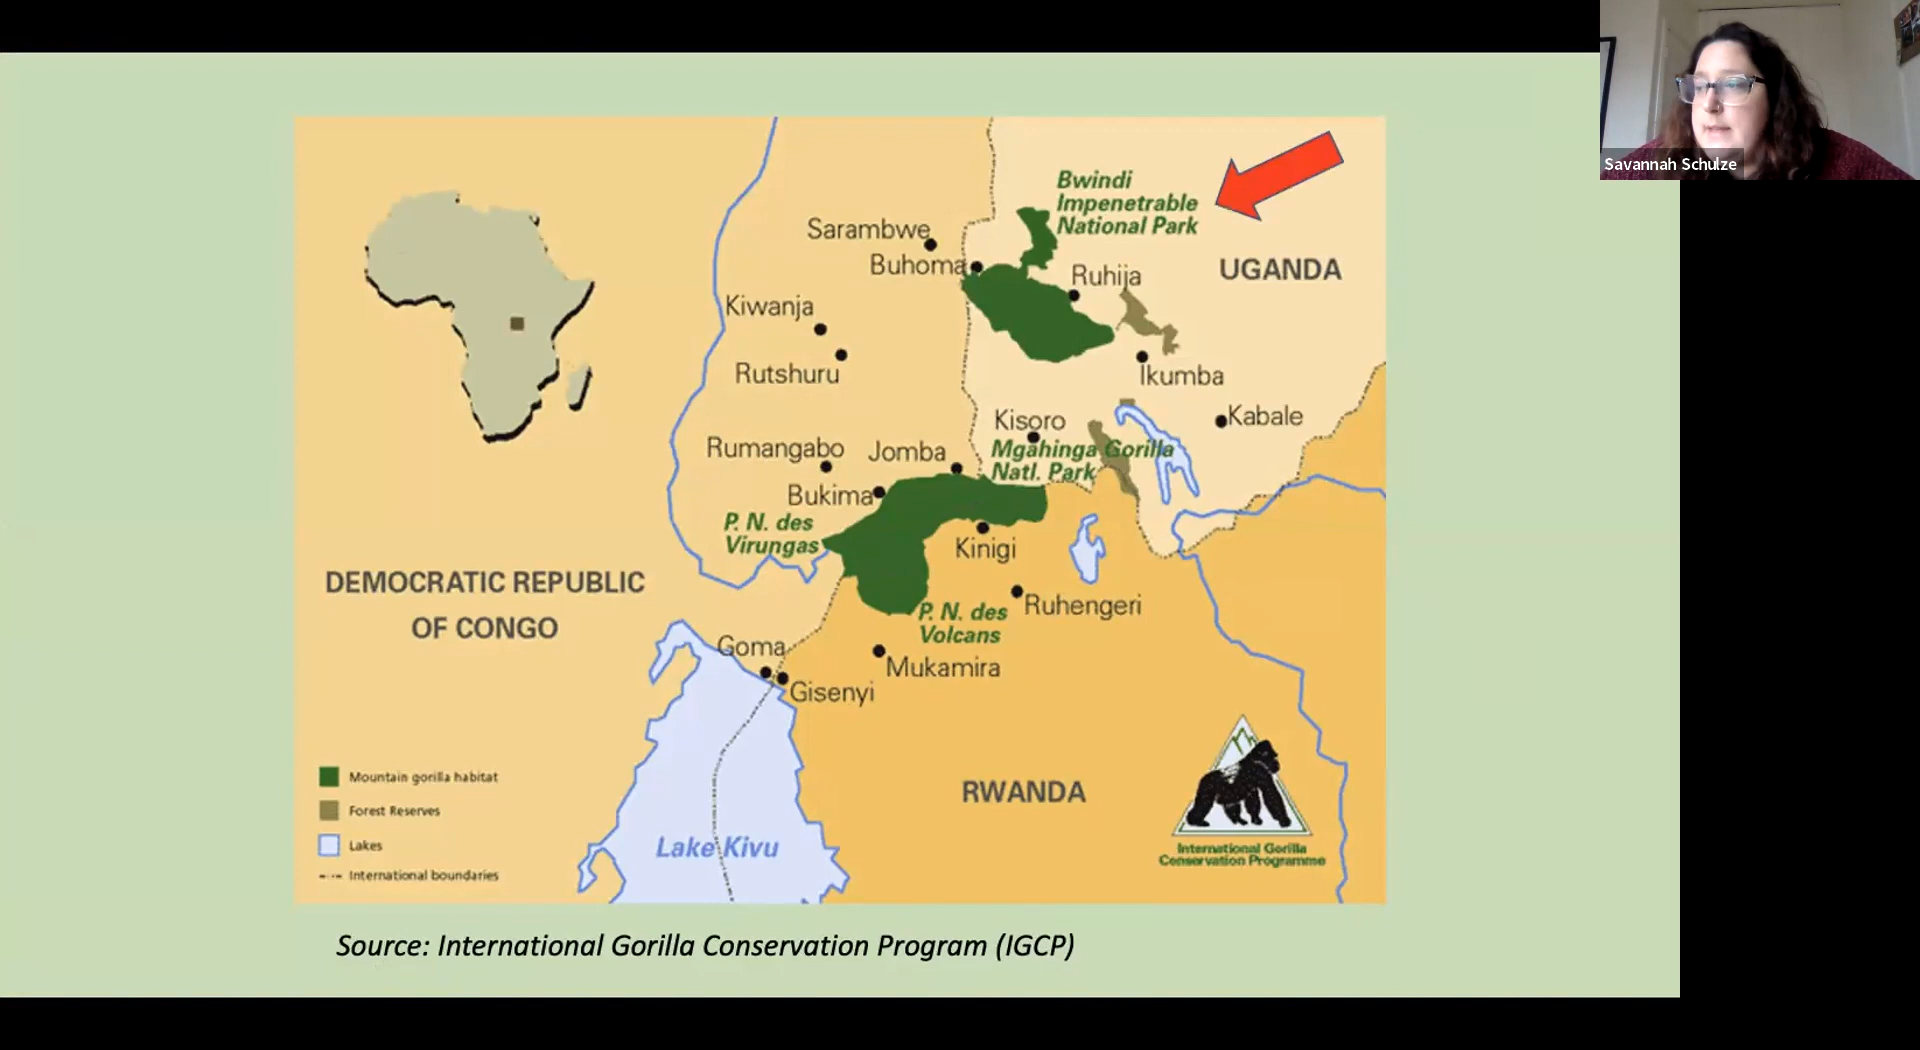 Savannah Schulze
Bwindi
Impenetrable
National Park
Sarambwe
Buhoma
Ruhija
UGANDA
Kiwanja
Rutshuru
Ikumba
Kisoro
Kabale
Rumangabo
Jomba
Mgahinga Gorilla
Natl. Park
Bukima
P. N. des
Virungas
Kinigi
DEMOCRATIC REPUBLIC
OF CONGO
Ruhengeri
P. N. des
Volcans
Goma
Mukamira
Gisenyi
RWANDA
Mountain gorilla habitat
Forest Reserves
Lakes
International boundaries
Lake Kivu
International Gorilla
Conservation Programme
Source: International Gorilla Conservation Program (IGCP)